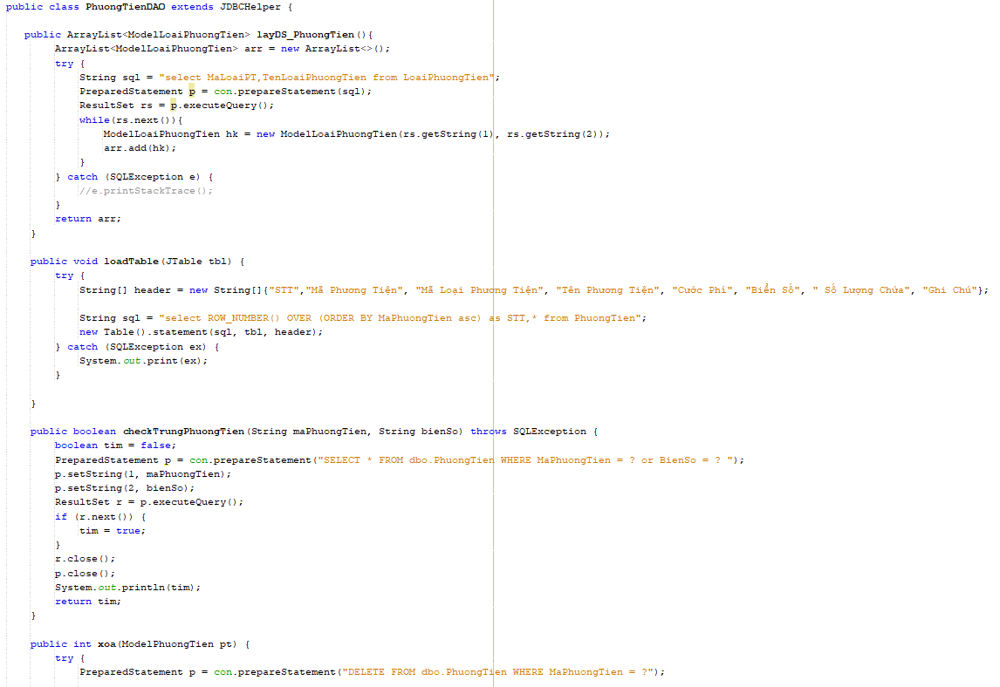 public class PhuongTienDAO extends JDBCHelper {
public ArrayList<ModelLoaiPhuongTien> layDS_PhuongTien(){
ArrayList<ModelLoaiPhuongTien> arr = new ArrayList<>();
try {
String sql = "select MaLoaiPT,TenLoaiPhuongTien from LoaiPhuongTien";
PreparedStatement p = con.prepareStatement(sql);
ResultSet rs = p.executeQuery();
while(rs.next()){
ModelLoaiPhuongTien hk = new ModelLoaiPhuongTien(rs.getString(1), rs.getString(2));
arr.add(hk);
}
} catch (SQLException e) {
//e.printStackTrace();
}
return arr;
}
public void loadTable(JTable tbl) {
try {
String[] header = new String[]{"STT","Mã Phương Tiện", "Mã Loại Phương Tiện", "Tên Phương Tiện", "Cước Phí", "Biển Số", " Số Lượng Chứa", "Ghi Chú"};
String sql = "select ROW_NUMBER() OVER (ORDER BY MaPhuongTien asc) as STT,* from PhuongTien";
new Table().statement(sql, tbl, header);
} catch (SQLException ex) {
System.out.print(ex);
}
}
public boolean checkTrungPhuongTien(String maPhuongTien, String bienSo) throws SQLException {
boolean tim = false;
PreparedStatement p = con.prepareStatement("SELECT * FROM dbo.PhuongTien WHERE MaPhuongTien = ? or BienSo = ? ");
p.setString(1, maPhuongTien);
p.setString(2, bienSo);
ResultSet r = p.executeQuery();
if (r.next()) {
tim = true;
}
r.close();
p.close();
System.out.println(tim);
return tim;
}
public int xoa(ModelPhuongTien pt) {
try {
PreparedStatement p = con.prepareStatement("DELETE FROM dbo.PhuongTien WHERE MaPhuongTien = ?");